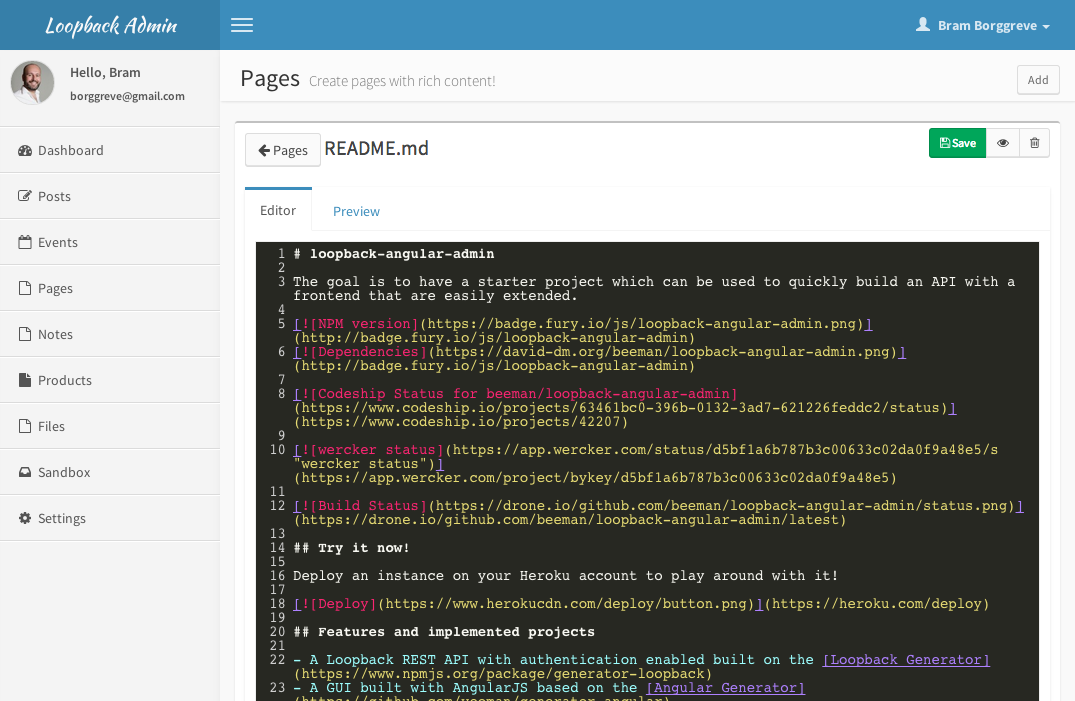 Loopback Admin
Bram Borggreve
Hello, Bram
borggreve@gmail.com
Dashboard
Posts
Events
Pages
Notes
Products
Files
Sandbox
Settings
Pages Create pages with rich content!
Add
Pages README.md
Save
Editor Preview
1 # loopback-angular-admin
2
3 The goal is to have a starter project which can be used to quickly build an API with a
frontend that are easily extended.
4
5 [![NPM version](https://badge.fury.io/js/loopback-angular-admin.png)]
(http://badge.fury.io/js/loopback-angular-admin)
6 [![Dependencies](https://david-dm.org/beeman/loopback-angular-admin.png)]
(http://badge.fury.io/js/loopback-angular-admin)
7
8 [![Codeship Status for beeman/loopback-angular-admin]
(https://www.codeship.io/projects/63461bc0-396b-0132-3ad7-621226feddc2/status)]
(https://www.codeship.io/projects/42207)
9
10 [![wercker status](https://app.wercker.com/status/d5bf1a6b787b3c00633c02da0f9a48e5/s
"wercker status")]
(https://app.wercker.com/project/bykey/d5bf1a6b787b3c00633c02da0f9a48e5)
11
12 [![Build Status](https://drone.io/github.com/beeman/loopback-angular-admin/status.png)]
(https://drone.io/github.com/beeman/loopback-angular-admin/latest)
13
14 ## Try it now!
15
16 Deploy an instance on your Heroku account to play around with it!
17
18 [![Deploy](https://www.herokucdn.com/deploy/button.png)](https://heroku.com/deploy)
19
20 ## Features and implemented projects
21
22 - A Loopback REST API with authentication enabled built on the [Loopback Generator]
(https://www.npmjs.org/package/generator-loopback)
23 - A GUI built with AngularJS based on the [Angular Generator]
(https://github.com/yeoman/generator-angular)